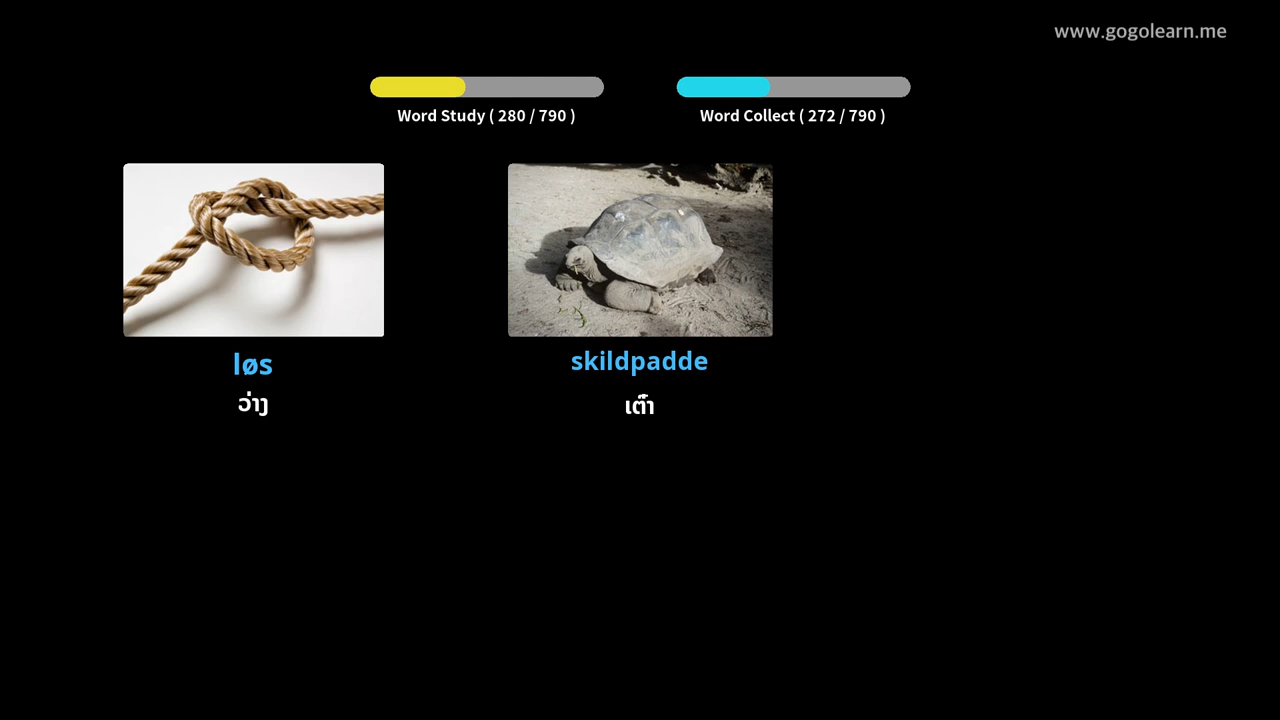 www.gogolearn.me
Word Study ( 280 / 790 )
Word Collect ( 272 / 790 )
løs
ວ່າງ
skildpadde
ເຕົ່າ